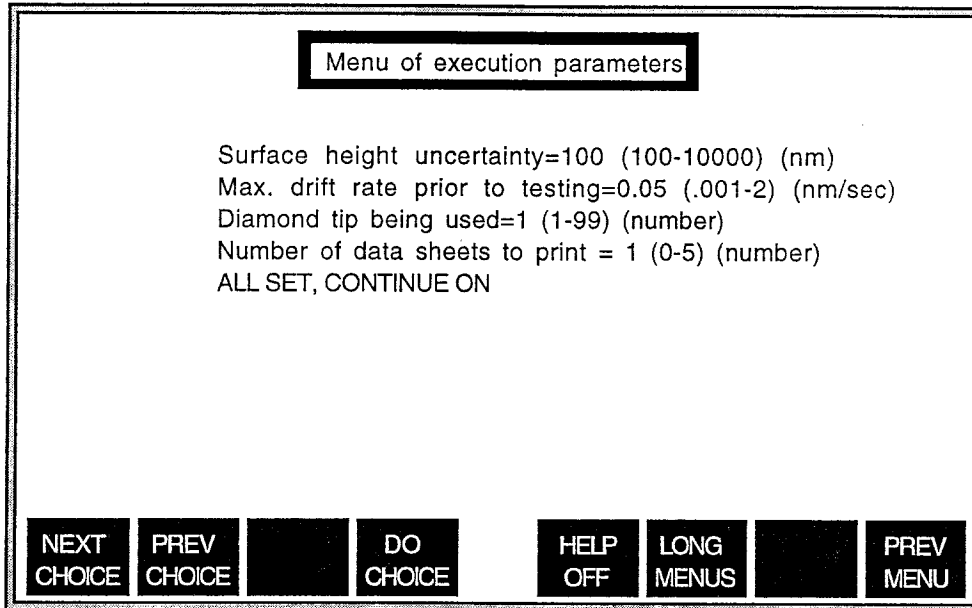 Menu of execution parameters
Surface height uncertainty=100 (100-10000) (nm)
Max. drift rate prior to testing=0.05 (.001-2) (nm/sec)
Diamond tip being used=1 (1-99) (number)
Number of data sheets to print = 1 (0-5) (number)
ALL SET, CONTINUE ON
NEXT CHOICE
PREV CHOICE
DO CHOICE
HELP OFF
LONG MENUS
PREV MENU